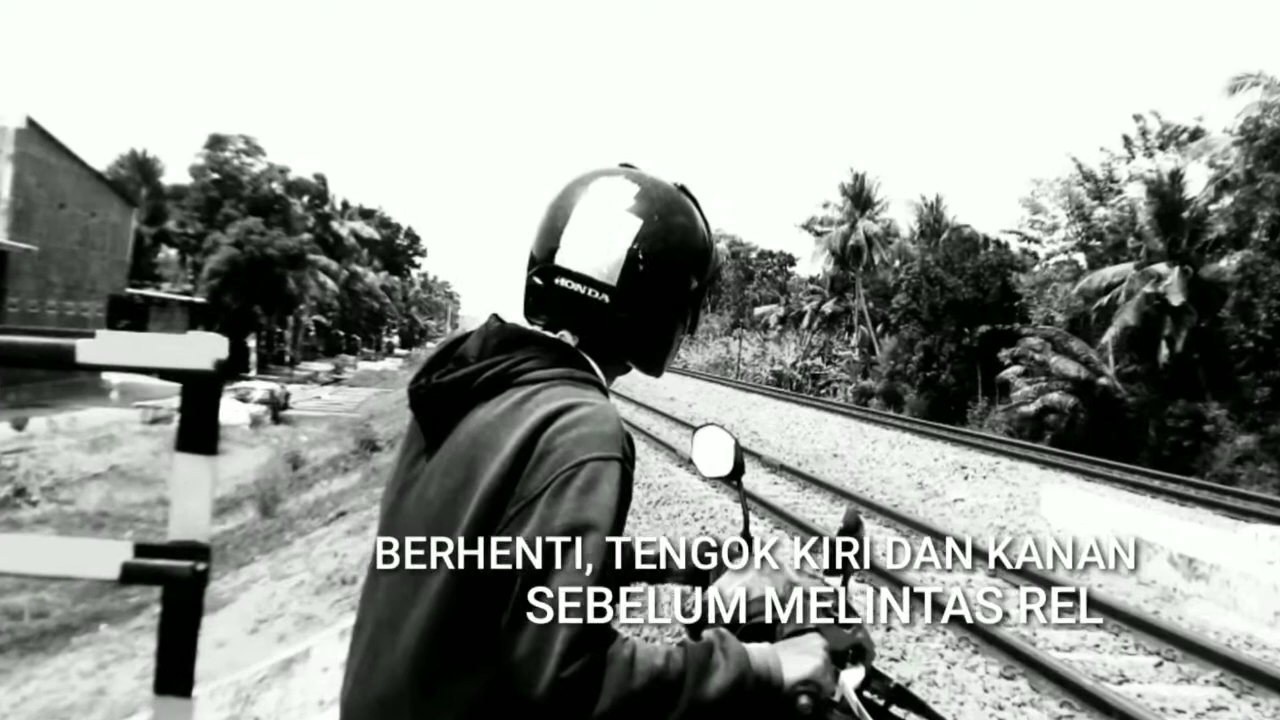 HONDA
BERHENTI, TENGOK KIRI DAN KANAN
SEBELUM MELINTAS REL